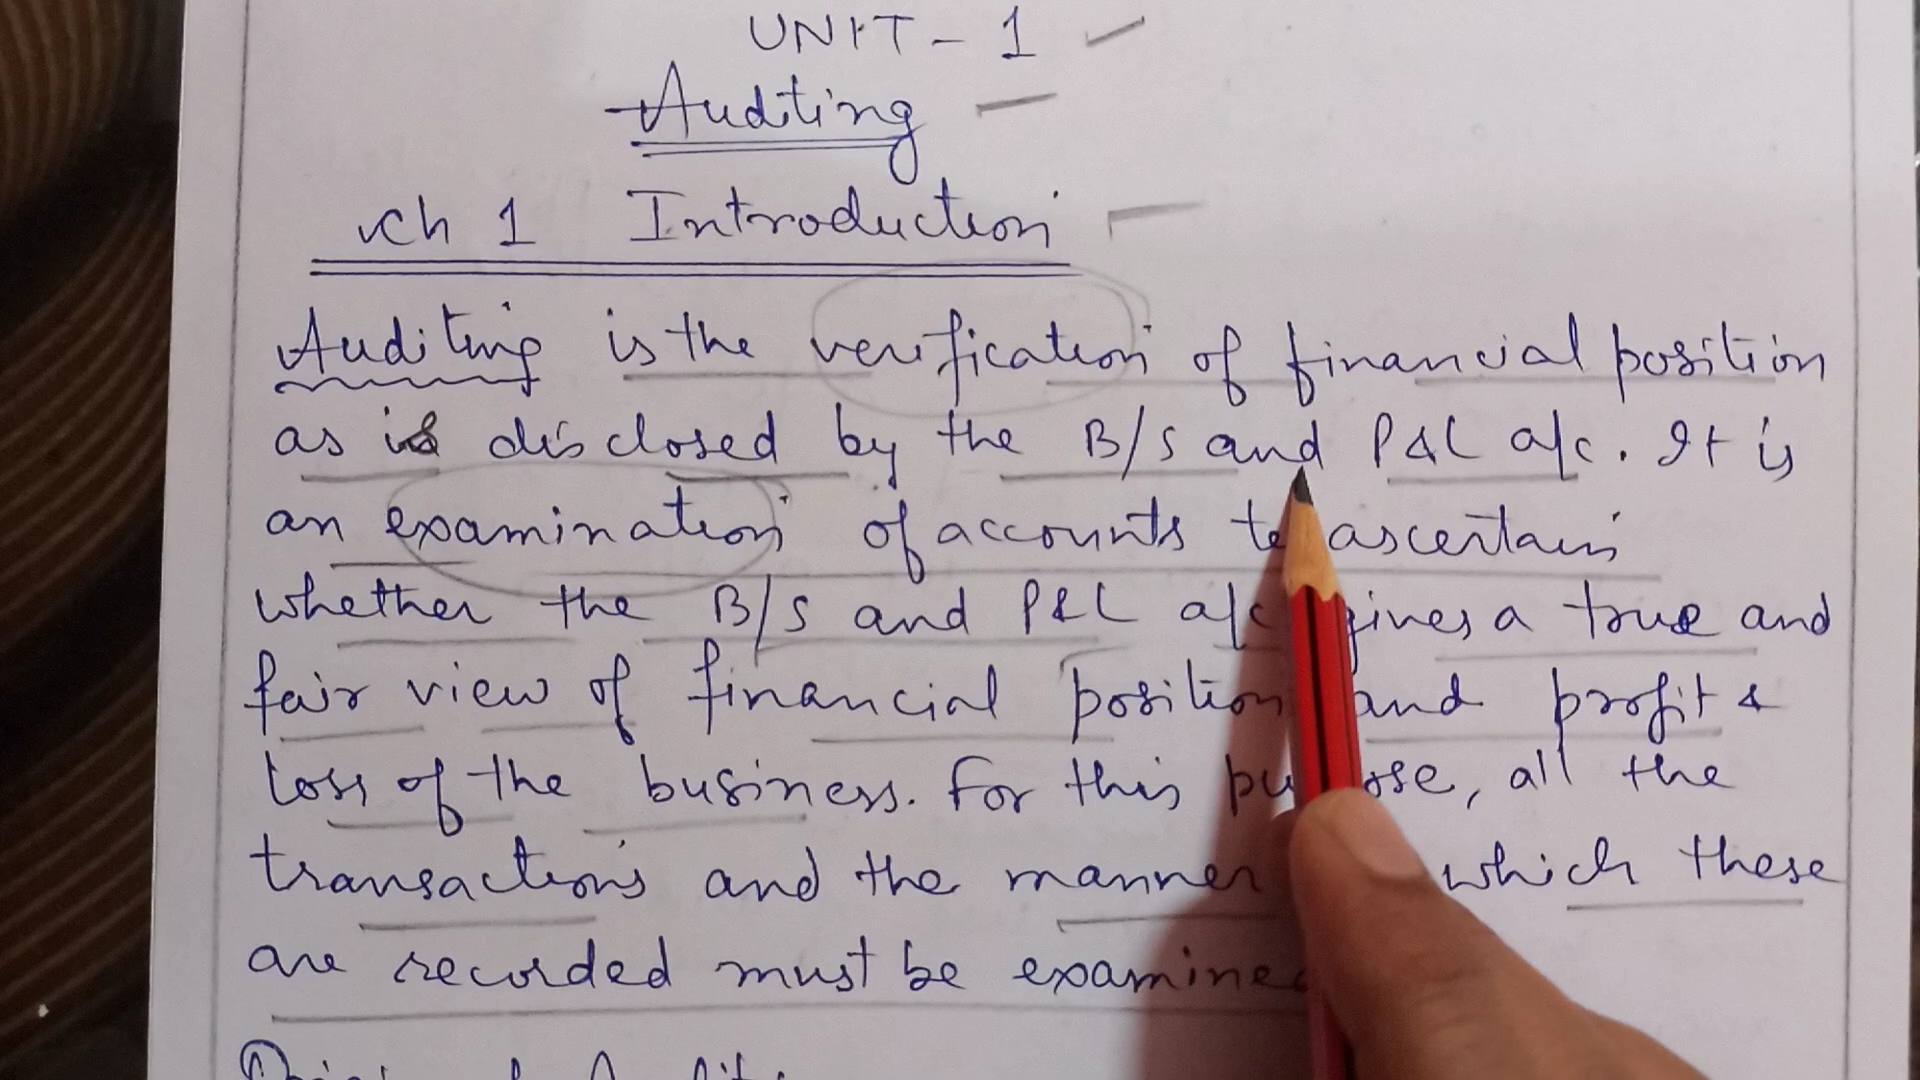 UNIT - 1
Auditing
Ch 1 Introduction
Auditing is the verification of financial position
as is disclosed by the B/S and P&L a/c. It is
an examination of accounts to ascertain
whether the B/S and P&L a/c gives a true and
fair view of financial position and profit &
loss of the business. For this purpose, all the
transactions and the manner which these
are recorded must be examined